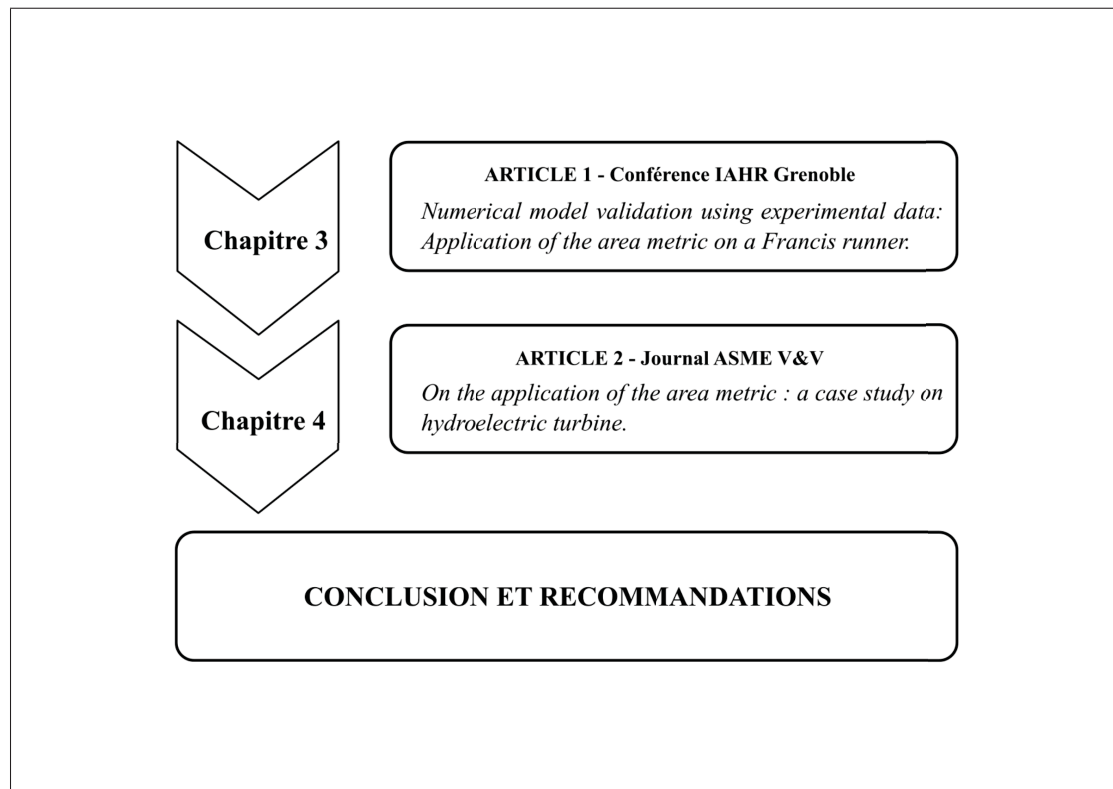 Chapitre 3
ARTICLE 1 - Conférence IAHR Grenoble
Numerical model validation using experimental data:
Application of the area metric on a Francis runner.
Chapitre 4
ARTICLE 2 - Journal ASME V&V
On the application of the area metric : a case study on
hydroelectric turbine.
CONCLUSION ET RECOMMANDATIONS